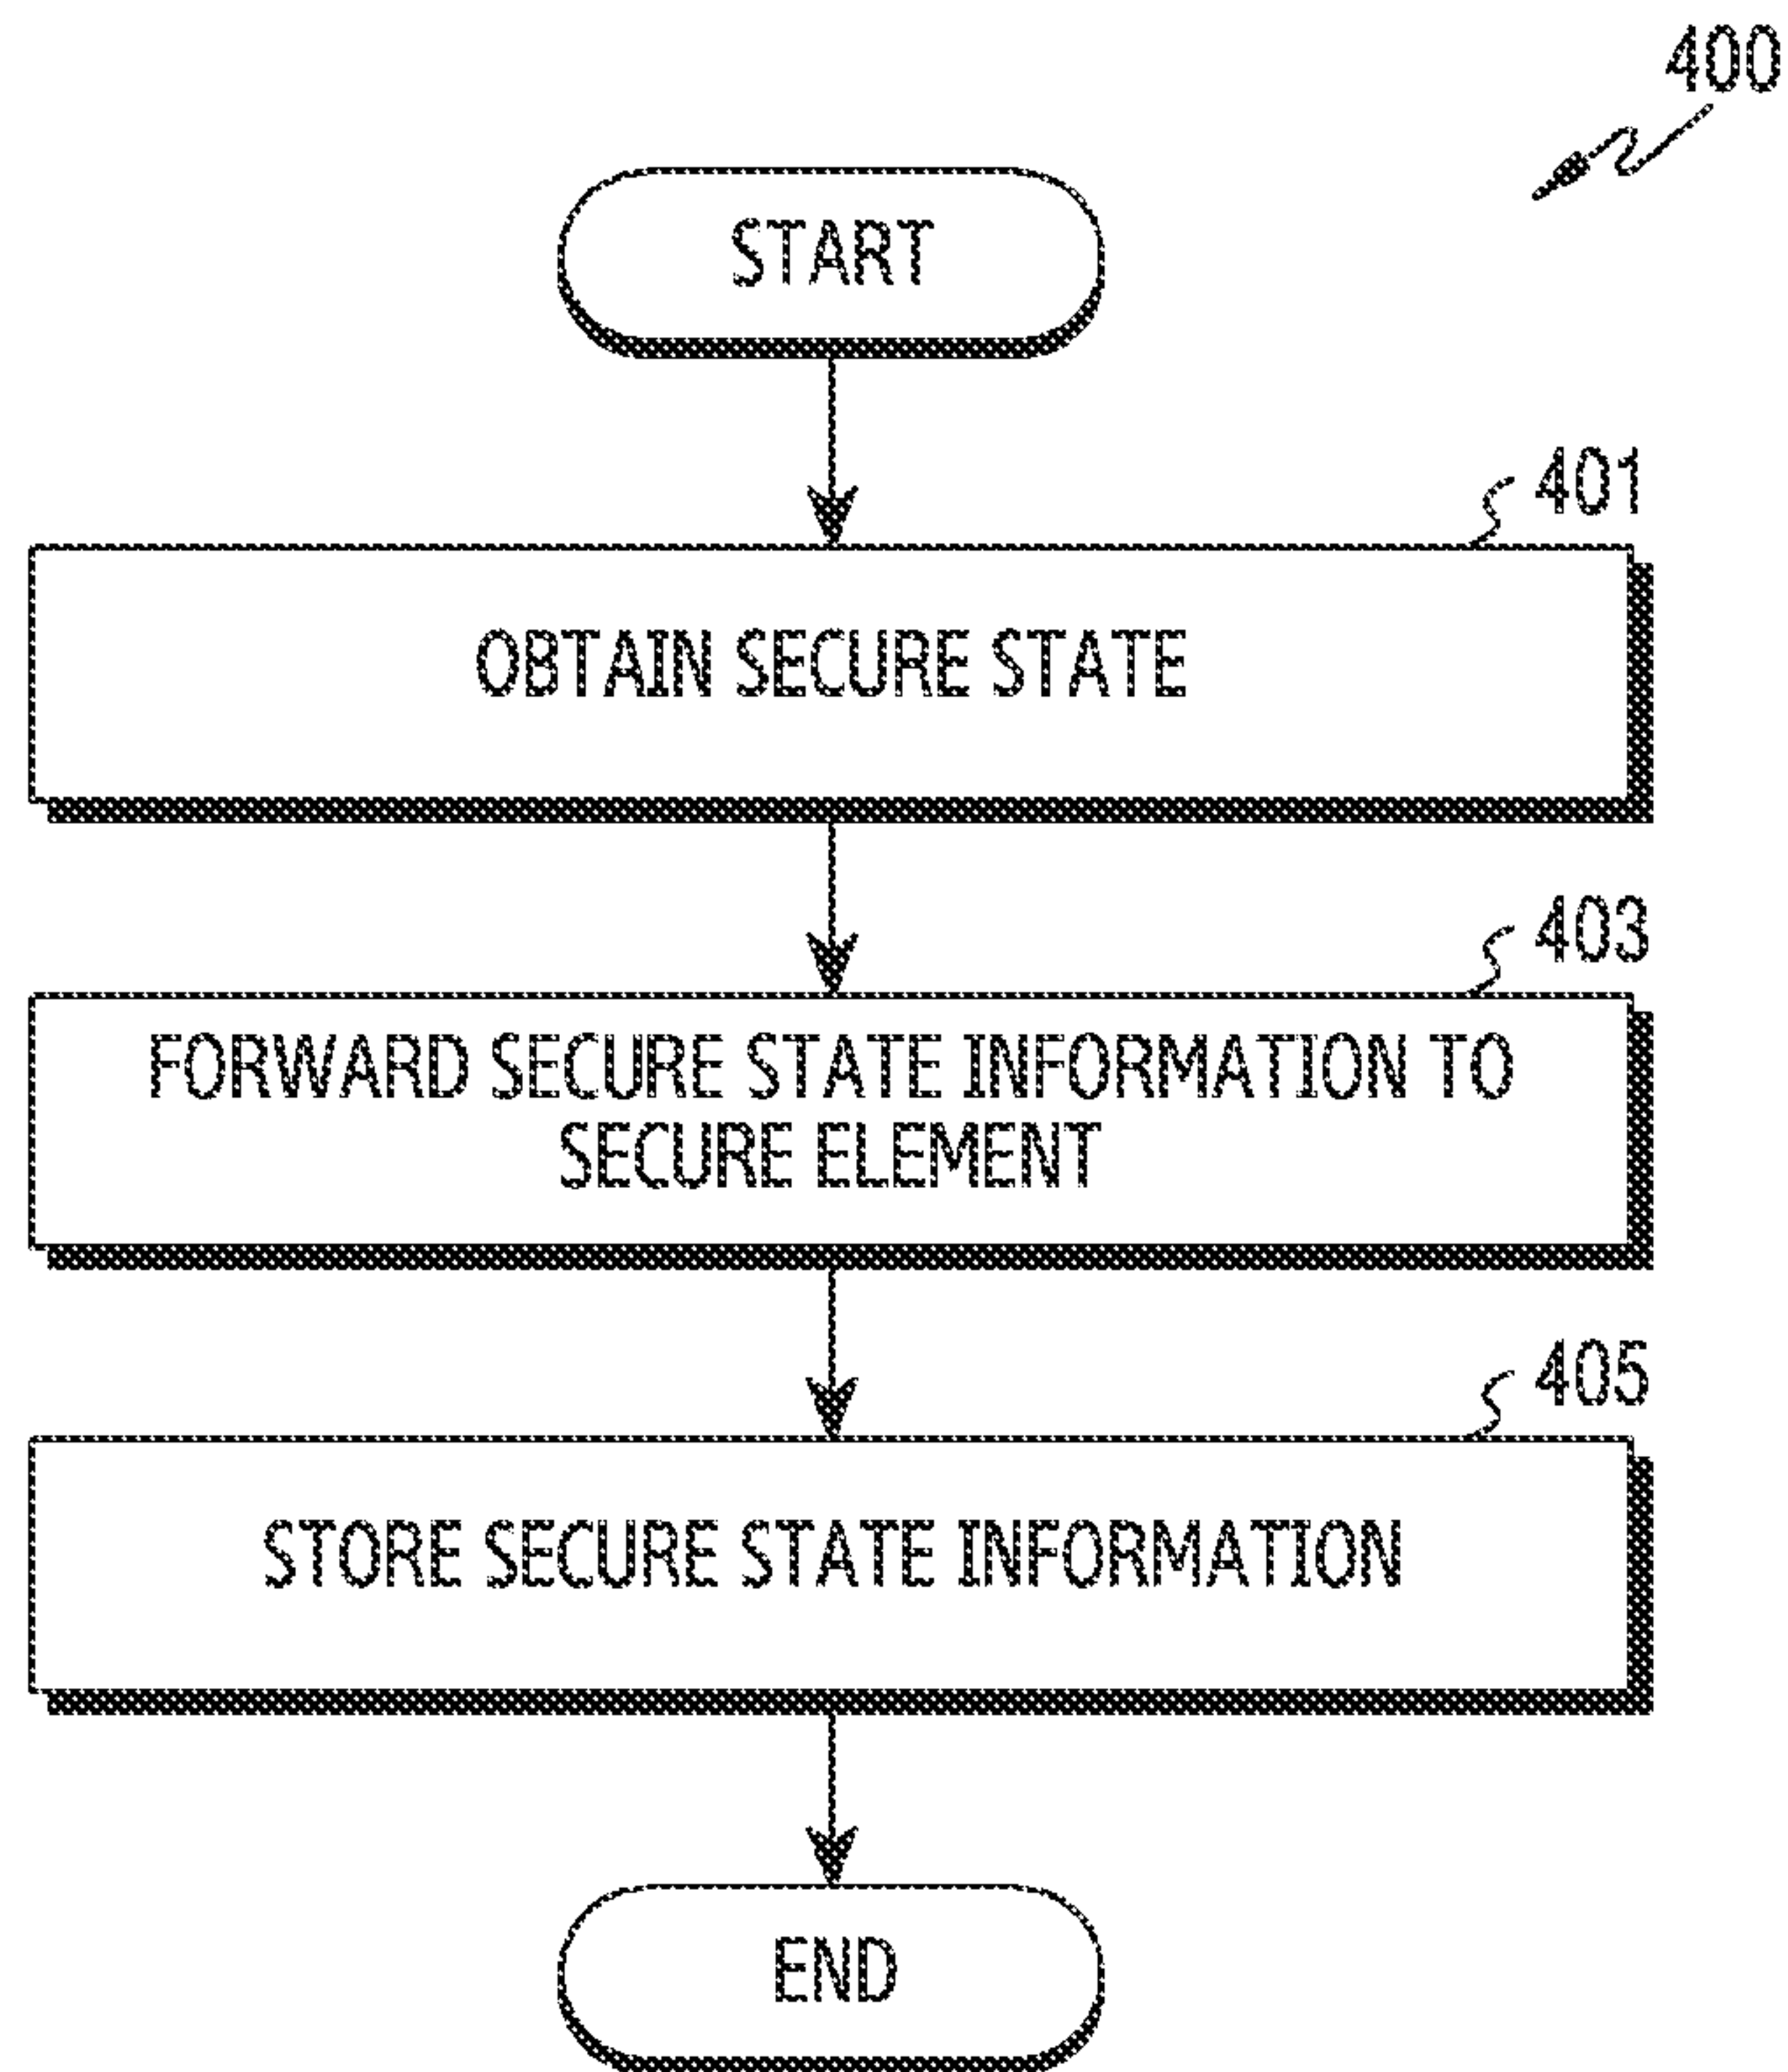 400
START
401
OBTAIN SECURE STATE
403
FORWARD SECURE STATE INFORMATION TO
SECURE ELEMENT
405
STORE SECURE STATE INFORMATION
END